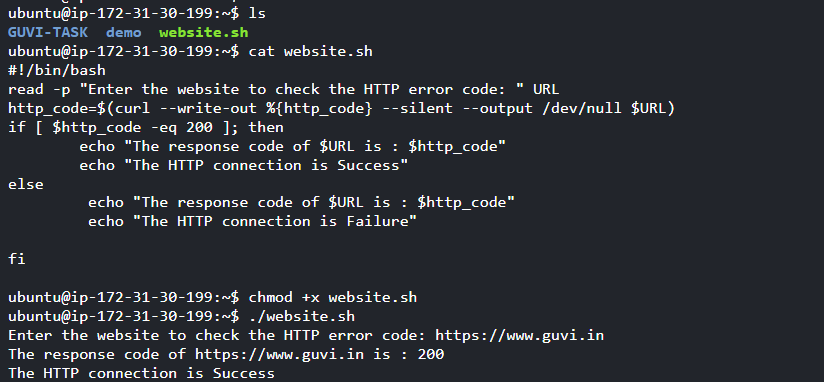 ubuntu@ip-172-31-30-199:~$ ls
GUVI-TASK  demo  website.sh
ubuntu@ip-172-31-30-199:~$ cat website.sh
#!/bin/bash
read -p "Enter the website to check the HTTP error code: " URL
http_code=$(curl --write-out %{http_code} --silent --output /dev/null $URL)
if [ $http_code -eq 200 ]; then
        echo "The response code of $URL is : $http_code"
        echo "The HTTP connection is Success"
else
         echo "The response code of $URL is : $http_code"
         echo "The HTTP connection is Failure"

fi

ubuntu@ip-172-31-30-199:~$ chmod +x website.sh
ubuntu@ip-172-31-30-199:~$ ./website.sh
Enter the website to check the HTTP error code: https://www.guvi.in
The response code of https://www.guvi.in is : 200
The HTTP connection is Success